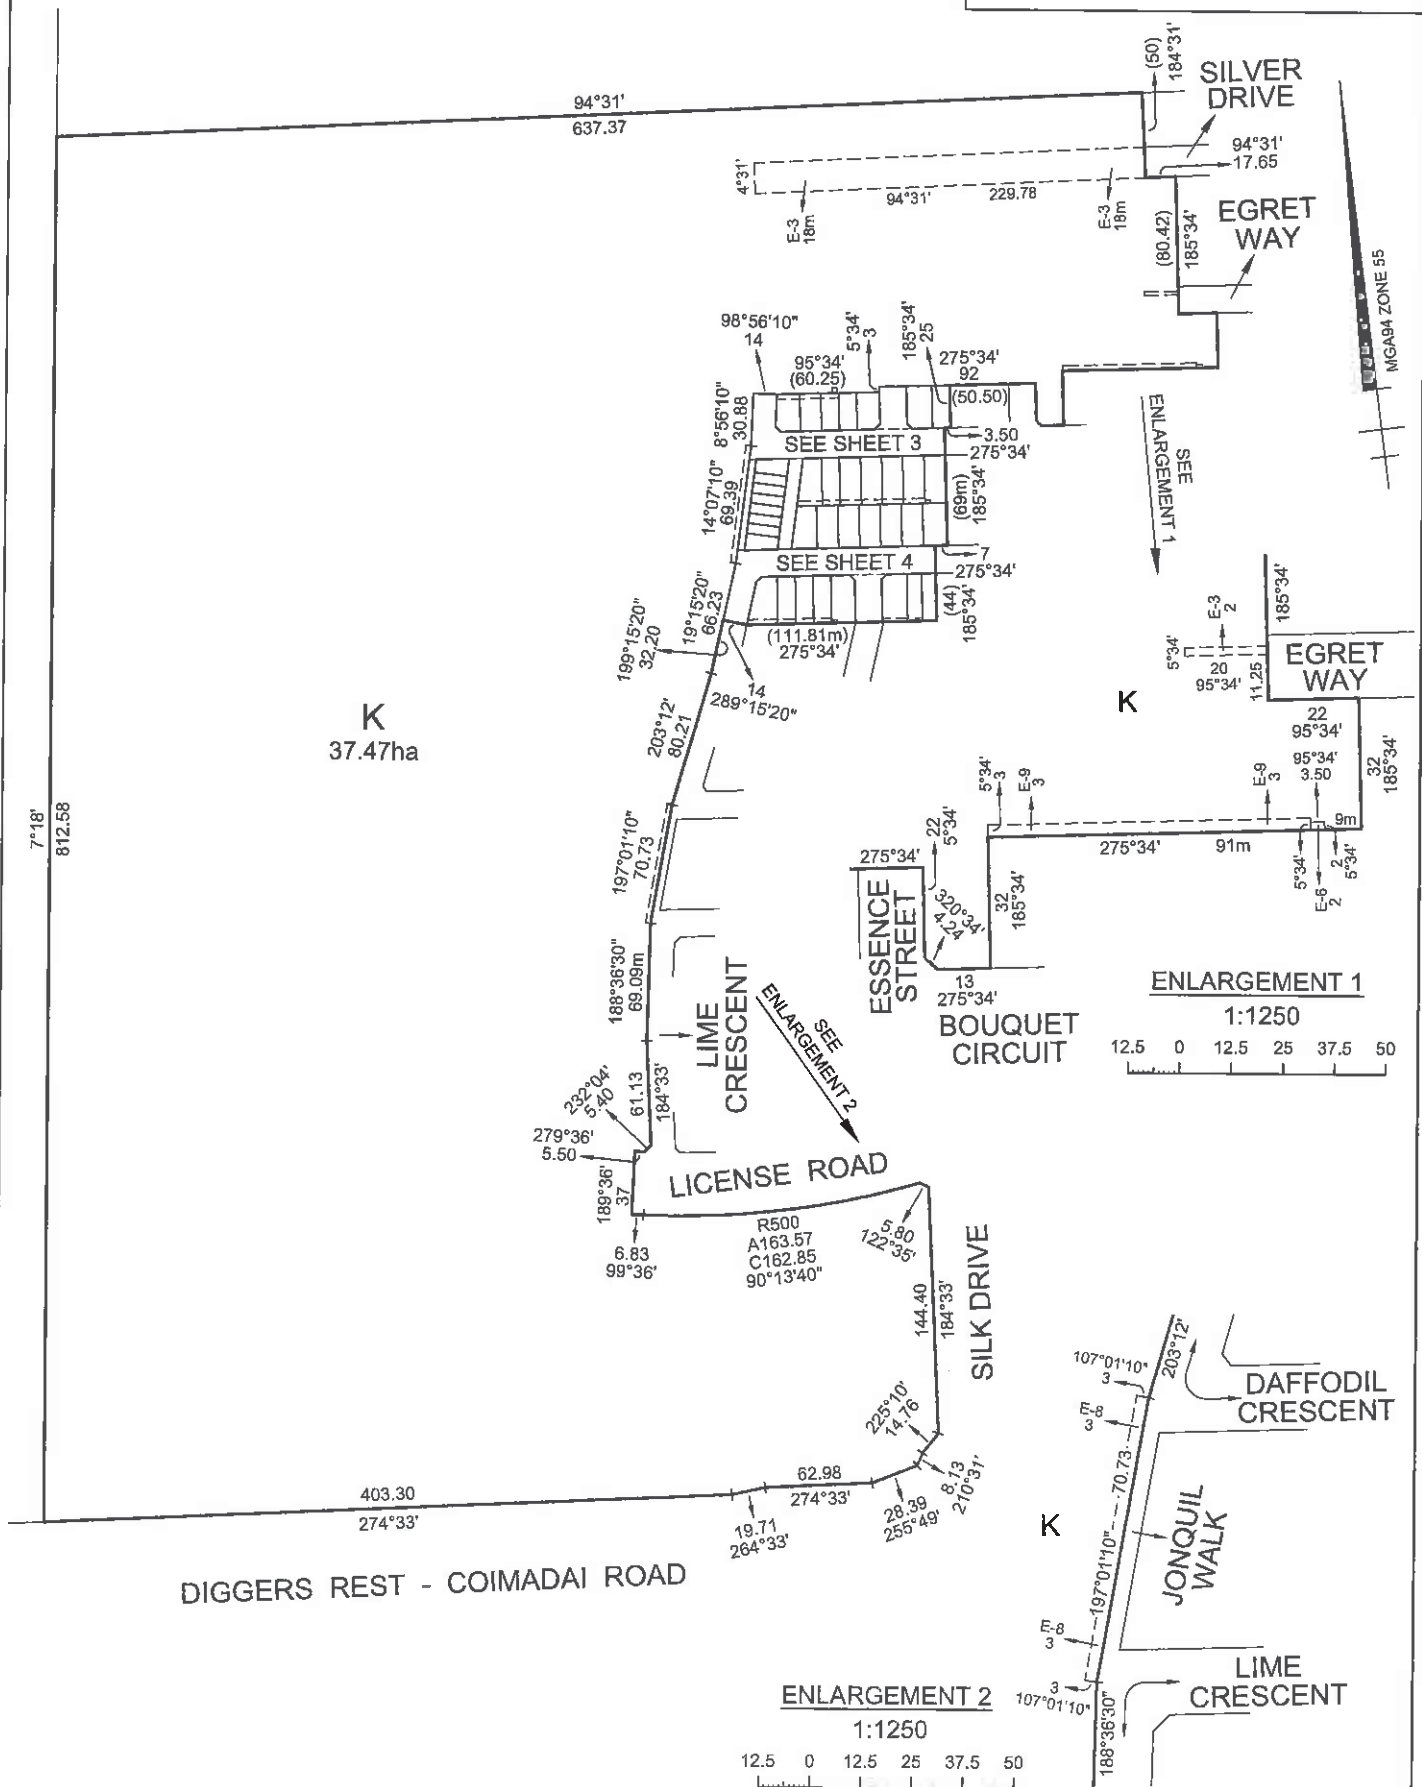 (50)
184°31'
SILVER
DRIVE
94°31'
637.37
94°31'
17.65
4°31'
94°31'
229.78
E-3
18m
E-3
18m
EGRET
WAY
(80.42)
185°34'
MGA94 ZONE 55
98°56'10"
14
95°34'
(60.25)
5°34'
3
185°34'
25
275°34'
92
(50.50)
8°56'10"
30.88
SEE SHEET 3
3.50
275°34'
SEE
ENLARGEMENT 1
14°07'10"
69.39
(69m)
185°34'
SEE SHEET 4
7
275°34'
19°15'20"
66.23
(44)
185°34'
199°15'20"
32.20
(111.81m)
275°34'
14
289°15'20"
K
37.47ha
203°12'
80.21
7°18'
812.58
197°01'10"
70.73
188°36'30"
69.09m
LIME
CRESCENT
SEE
ENLARGEMENT 2
61.13
184°33'
232°04'
5.40
279°36'
5.50
189°36'
37
LICENSE ROAD
6.83
99°36'
R500
A163.57
C162.85
90°13'40"
5.80
122°35'
144.40
184°33'
SILK DRIVE
225°10'
14.76
8.13
210°31'
28.39
255°49'
62.98
274°33'
19.71
264°33'
403.30
274°33'
DIGGERS REST - COIMADAI ROAD
185°34'
E-3
2
5°34'
20
95°34'
11.25
EGRET
WAY
22
95°34'
K
32
185°34'
5°34'
3
E-9
3
E-9
3
95°34'
3.50
9m
275°34'
91m
5°34'
E-6
2
2
5°34'
275°34'
22
5°34'
ESSENCE
STREET
320°34'
4.24
32
185°34'
13
275°34'
BOUQUET
CIRCUIT
ENLARGEMENT 1
1:1250
12.5 0 12.5 25 37.5 50
203°12'
107°01'10"
3
DAFFODIL
CRESCENT
E-8
3
70.73
197°01'10"
JONQUIL
WALK
K
E-8
3
3
107°01'10"
LIME
CRESCENT
188°36'30"
ENLARGEMENT 2
1:1250
12.5 0 12.5 25 37.5 50